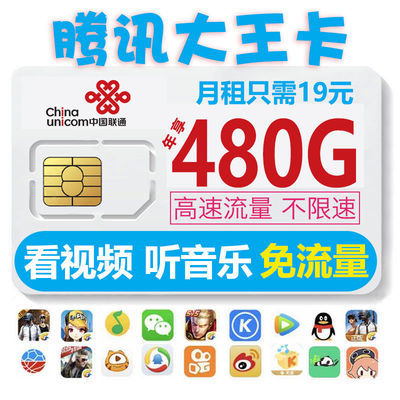 腾讯大王卡
China
unicom中国联通
月租只需19元
年享
480G
高速流量 不限速
看视频 听音乐 免流量